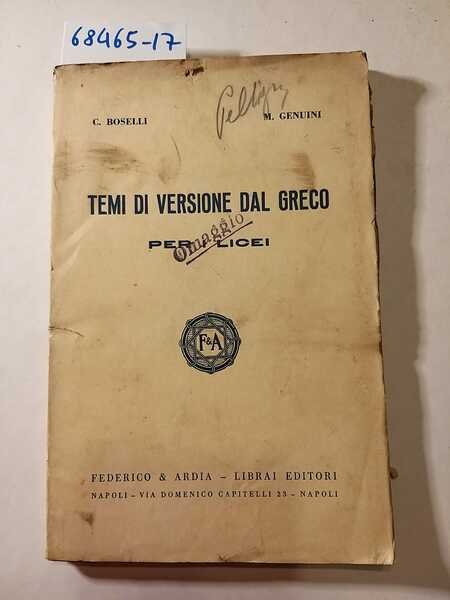 68465-17
C. BOSELLI M. GENUINI
TEMI DI VERSIONE DAL GRECO
PER LICEI
Omaggio
F&A
FEDERICO & ARDIA - LIBRAI EDITORI
NAPOLI - VIA DOMENICO CAPITELLI 23 - NAPOLI